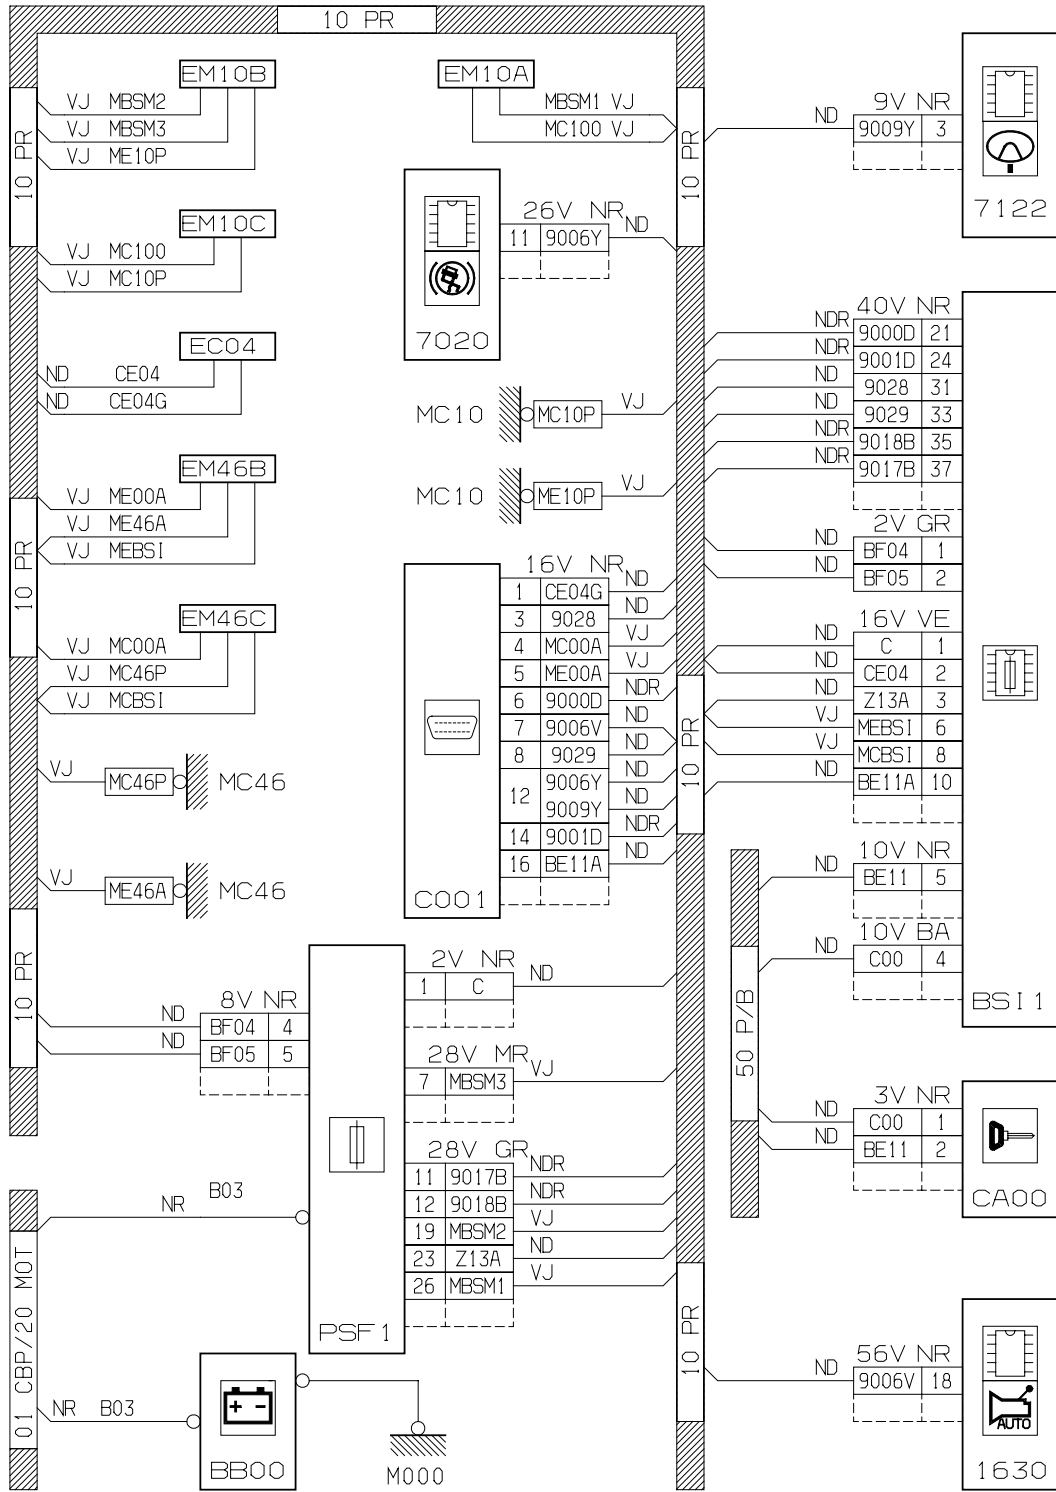 10 PR
EM10B
VJ MBSM2
VJ MBSM3
VJ ME10P
10 PR
EM10C
VJ MC100
VJ MC10P
EC04
ND CE04
ND CE04G
EM46B
VJ ME00A
VJ ME46A
VJ MEBSI
10 PR
EM46C
VJ MC00A
VJ MC46P
VJ MCBSI
VJ
MC46P MC46
VJ
ME46A MC46
10 PR
8V NR
ND BF04 4
ND BF05 5
EM10A
MBSM1 VJ
MC100 VJ
10 PR
26V NR
11 9006Y ND
7020
MC10 MC10P VJ
MC10 ME10P VJ
16V NR
1 CE04G ND
3 9028 ND
4 MC00A VJ
5 ME00A VJ
6 9000D NDR
7 9006V ND
8 9029 ND
12 9006Y ND
9009Y ND
14 9001D NDR
16 BE11A ND
C001
10 PR
2V NR
1 C ND
28V MR
7 MBSM3 VJ
28V GR
11 9017B NDR
12 9018B NDR
19 MBSM2 VJ
23 Z13A ND
26 MBSM1 VJ
PSF1
10 PR
NR B03
01 CBP/20 MOT
NR B03
+ -
BB00
M000
9V NR
ND 9009Y 3
7122
40V NR
NDR 9000D 21
NDR 9001D 24
ND 9028 31
ND 9029 33
NDR 9018B 35
NDR 9017B 37
2V GR
ND BF04 1
ND BF05 2
16V VE
ND C 1
ND CE04 2
ND Z13A 3
VJ MEBSI 6
VJ MCBSI 8
ND BE11A 10
10V NR
ND BE11 5
10V BA
ND C00 4
BSI1
50 P/B
3V NR
ND C00 1
ND BE11 2
CA00
56V NR
ND 9006V 18
AUTO
1630